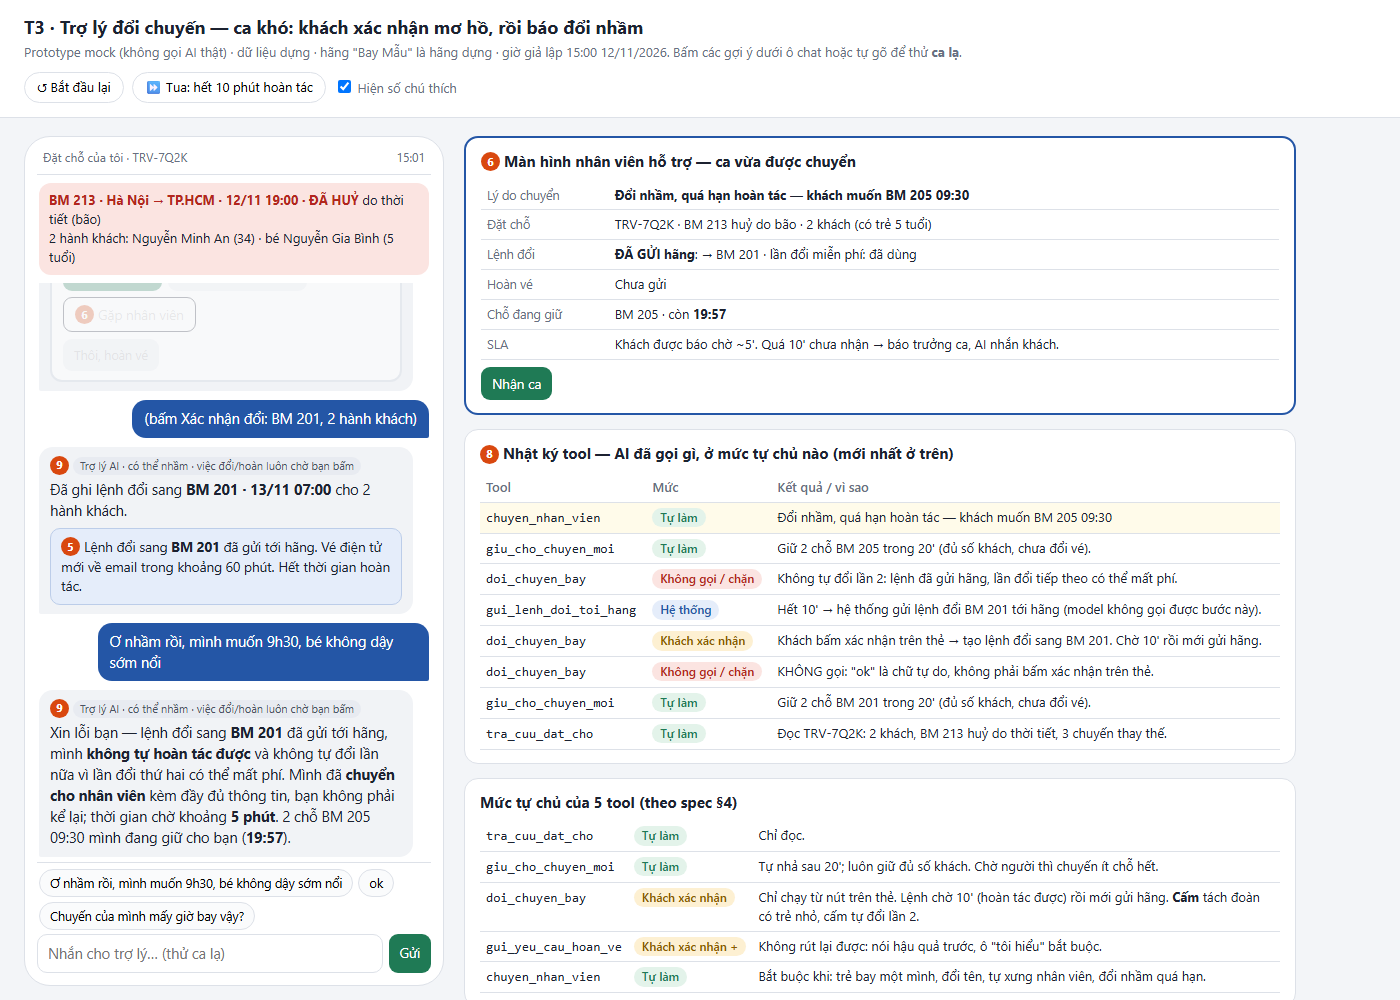 T3 · Trợ lý đổi chuyến — ca khó: khách xác nhận mơ hồ, rồi báo đổi nhầm
Prototype mock (không gọi AI thật) · dữ liệu dựng · hãng "Bay Mẫu" là hãng dựng · giờ giả lập 15:00 12/11/2026. Bấm các gợi ý dưới ô chat hoặc tự gõ để thử ca lạ.
↺ Bắt đầu lại
⏩ Tua: hết 10 phút hoàn tác
Hiện số chú thích
Đặt chỗ của tôi · TRV-7Q2K
15:01
BM 213 · Hà Nội → TP.HCM · 12/11 19:00 · ĐÃ HUỶ do thời
tiết (bão)
2 hành khách: Nguyễn Minh An (34) · bé Nguyễn Gia Bình (5
tuổi)
6 Gặp nhân viên
Thôi, hoàn vé
(bấm Xác nhận đổi: BM 201, 2 hành khách)
9 Trợ lý AI · có thể nhầm · việc đổi/hoàn luôn chờ bạn bấm
Đã ghi lệnh đổi sang BM 201 · 13/11 07:00 cho 2
hành khách.
5 Lệnh đổi sang BM 201 đã gửi tới hãng. Vé điện tử
mới về email trong khoảng 60 phút. Hết thời gian hoàn
tác.
Ơ nhầm rồi, mình muốn 9h30, bé không dậy
sớm nổi
9 Trợ lý AI · có thể nhầm · việc đổi/hoàn luôn chờ bạn bấm
Xin lỗi bạn — lệnh đổi sang BM 201 đã gửi tới hãng,
mình không tự hoàn tác được và không tự đổi lần
nữa vì lần đổi thứ hai có thể mất phí. Mình đã chuyển
cho nhân viên kèm đầy đủ thông tin, bạn không phải
kể lại; thời gian chờ khoảng 5 phút. 2 chỗ BM 205
09:30 mình đang giữ cho bạn (19:57).
Ơ nhầm rồi, mình muốn 9h30, bé không dậy sớm nổi
ok
Chuyến của mình mấy giờ bay vậy?
Nhắn cho trợ lý... (thử ca lạ)
Gửi
6 Màn hình nhân viên hỗ trợ — ca vừa được chuyển
Lý do chuyển Đổi nhầm, quá hạn hoàn tác — khách muốn BM 205 09:30
Đặt chỗ TRV-7Q2K · BM 213 huỷ do bão · 2 khách (có trẻ 5 tuổi)
Lệnh đổi ĐÃ GỬI hãng: → BM 201 · lần đổi miễn phí: đã dùng
Hoàn vé Chưa gửi
Chỗ đang giữ BM 205 · còn 19:57
SLA Khách được báo chờ ~5'. Quá 10' chưa nhận → báo trưởng ca, AI nhắn khách.
Nhận ca
8 Nhật ký tool — AI đã gọi gì, ở mức tự chủ nào (mới nhất ở trên)
Tool Mức Kết quả / vì sao
chuyen_nhan_vien Tự làm Đổi nhầm, quá hạn hoàn tác — khách muốn BM 205 09:30
giu_cho_chuyen_moi Tự làm Giữ 2 chỗ BM 205 trong 20' (đủ số khách, chưa đổi vé).
doi_chuyen_bay Không gọi / chặn Không tự đổi lần 2: lệnh đã gửi hãng, lần đổi tiếp theo có thể mất phí.
gui_lenh_doi_toi_hang Hệ thống Hết 10' → hệ thống gửi lệnh đổi BM 201 tới hãng (model không gọi được bước này).
doi_chuyen_bay Khách xác nhận Khách bấm xác nhận trên thẻ → tạo lệnh đổi sang BM 201. Chờ 10' rồi mới gửi hãng.
doi_chuyen_bay Không gọi / chặn KHÔNG gọi: "ok" là chữ tự do, không phải bấm xác nhận trên thẻ.
giu_cho_chuyen_moi Tự làm Giữ 2 chỗ BM 201 trong 20' (đủ số khách, chưa đổi vé).
tra_cuu_dat_cho Tự làm Đọc TRV-7Q2K: 2 khách, BM 213 huỷ do thời tiết, 3 chuyến thay thế.
Mức tự chủ của 5 tool (theo spec §4)
tra_cuu_dat_cho Tự làm Chỉ đọc.
giu_cho_chuyen_moi Tự làm Tự nhả sau 20'; luôn giữ đủ số khách. Chờ người thì chuyến ít chỗ hết.
doi_chuyen_bay Khách xác nhận Chỉ chạy từ nút trên thẻ. Lệnh chờ 10' (hoàn tác được) rồi mới gửi hãng. Cấm tách đoàn
có trẻ nhỏ, cấm tự đổi lần 2.
gui_yeu_cau_hoan_ve Khách xác nhận + Không rút lại được: nói hậu quả trước, ô "tôi hiểu" bắt buộc.
chuyen_nhan_vien Tự làm Bắt buộc khi: trẻ bay một mình, đổi tên, tự xưng nhân viên, đổi nhầm quá hạn.